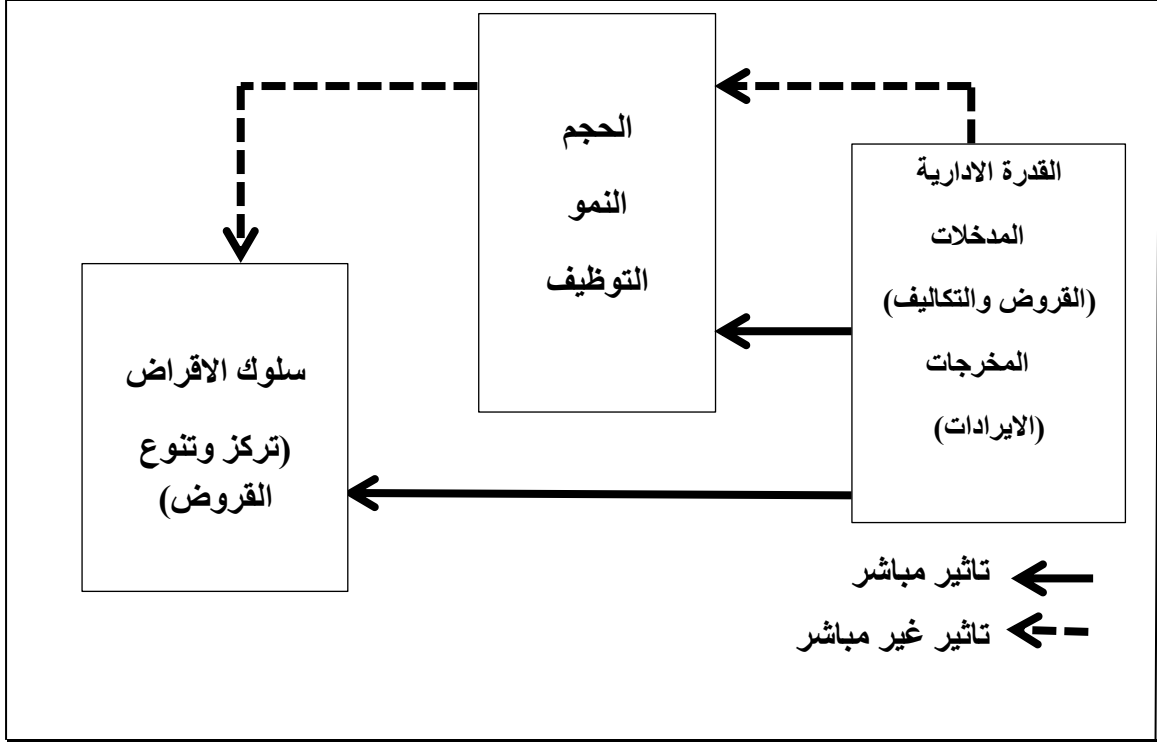 القدرة الادارية
المدخلات
(القروض والتكاليف)
المخرجات
(الايرادات)
الحجم
النمو
التوظيف
سلوك الاقراض
(تركز وتنوع
القروض)
تاثير مباشر
تاثير غير مباشر